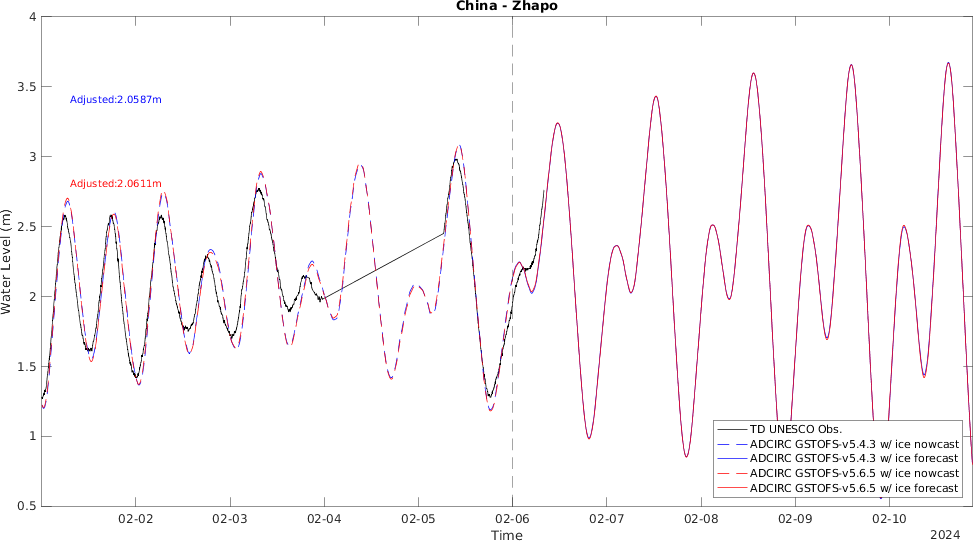 China - Zhapo
4
3.5
3
2.5
2
1.5
1
0.5
Water Level (m)
Adjusted:2.0587m
Adjusted:2.0611m
TD UNESCO Obs.
ADCIRC GSTOFS-v5.4.3 w/ ice nowcast
ADCIRC GSTOFS-v5.4.3 w/ ice forecast
ADCIRC GSTOFS-v5.6.5 w/ ice nowcast
ADCIRC GSTOFS-v5.6.5 w/ ice forecast
02-02 02-03 02-04 02-05 02-06 02-07 02-08 02-09 02-10
Time
2024